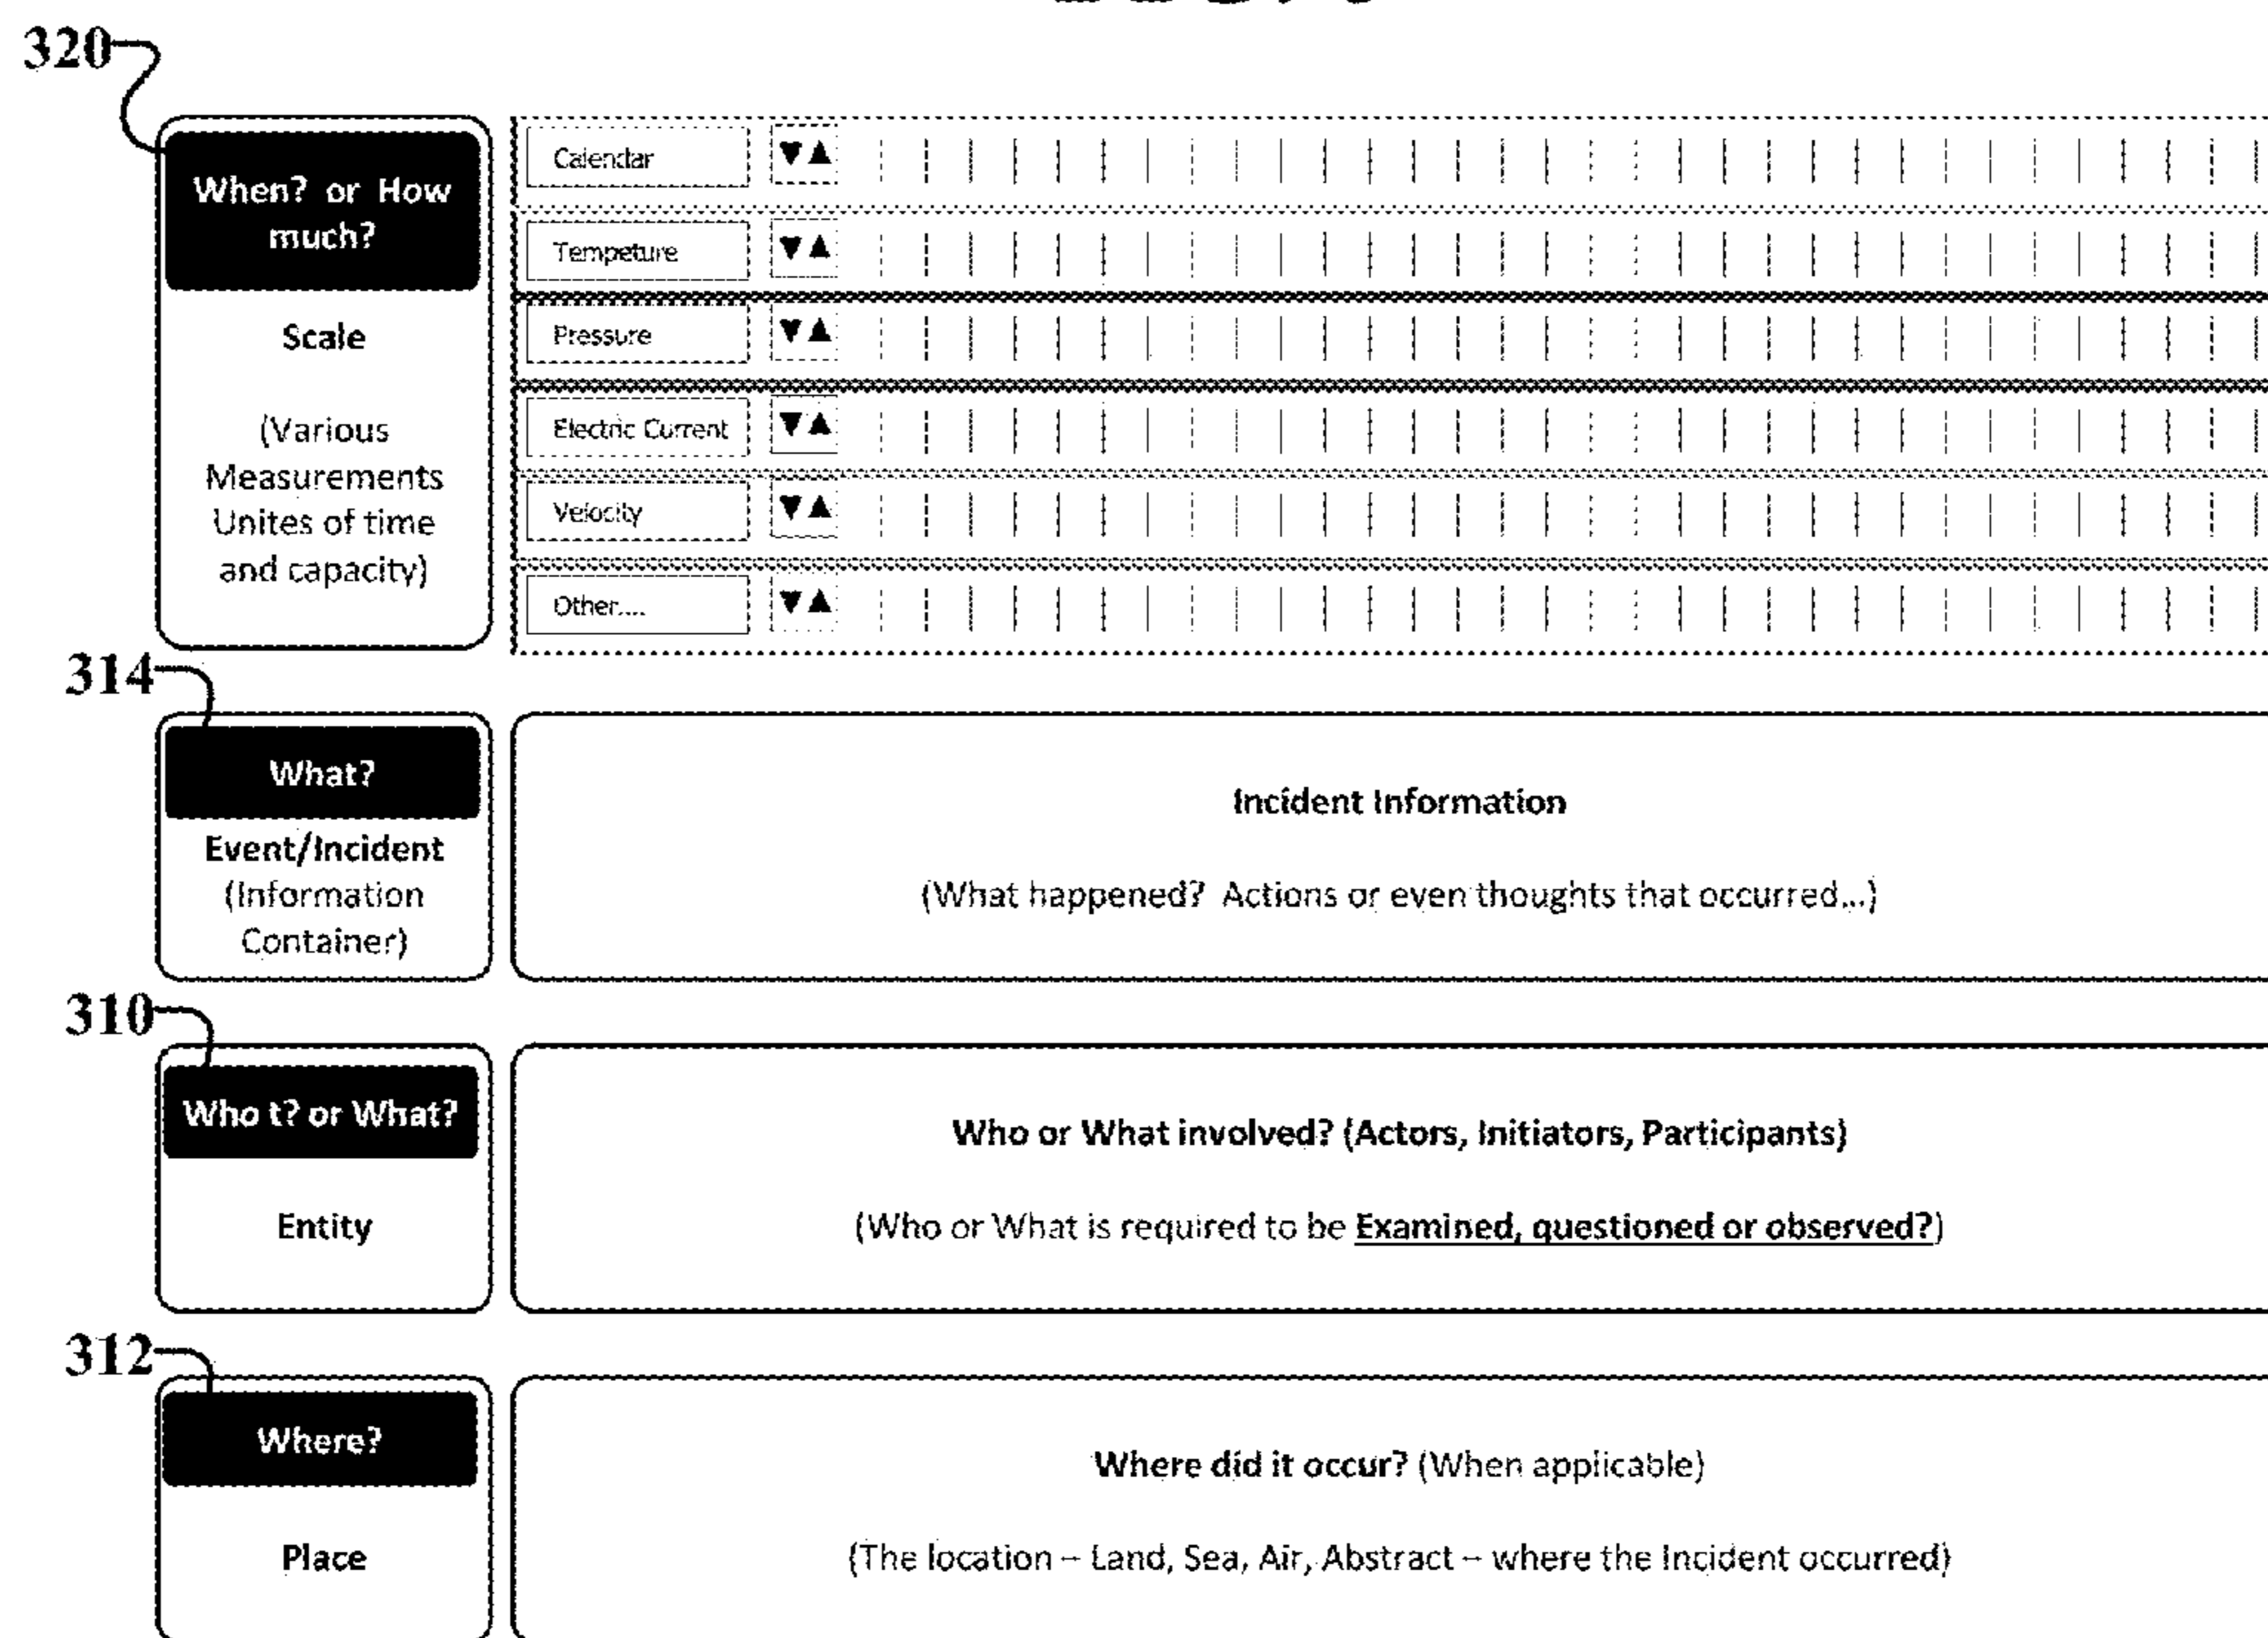 320
When? or How
much?
Scale
(Various
Measurements
Unites of time
and capacity)
Calendar
▼▲
Tempeture
▼▲
Pressure
▼▲
Electric Current
▼▲
Velocity
▼▲
Other....
▼▲
314
What?
Event/Incident
(Information
Container)
Incident Information
(What happened? Actions or even thoughts that occurred...)
310
Who t? or What?
Entity
Who or What involved? (Actors, Initiators, Participants)
(Who or What is required to be Examined, questioned or observed?)
312
Where?
Place
Where did it occur? (When applicable)
(The location – Land, Sea, Air, Abstract – where the Incident occurred)